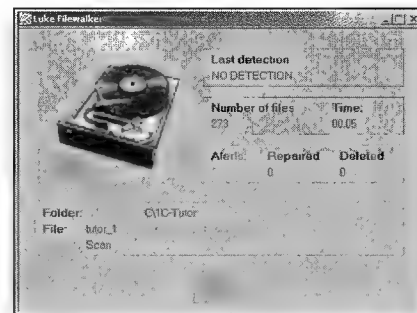 Luke Filewalker
Last detection
NO DETECTION
Number of files Time:
273 00:05
Alerts: Repaired Deleted
0 0
Folder: C:\1C-Tutor
File: tutor_1
Scan